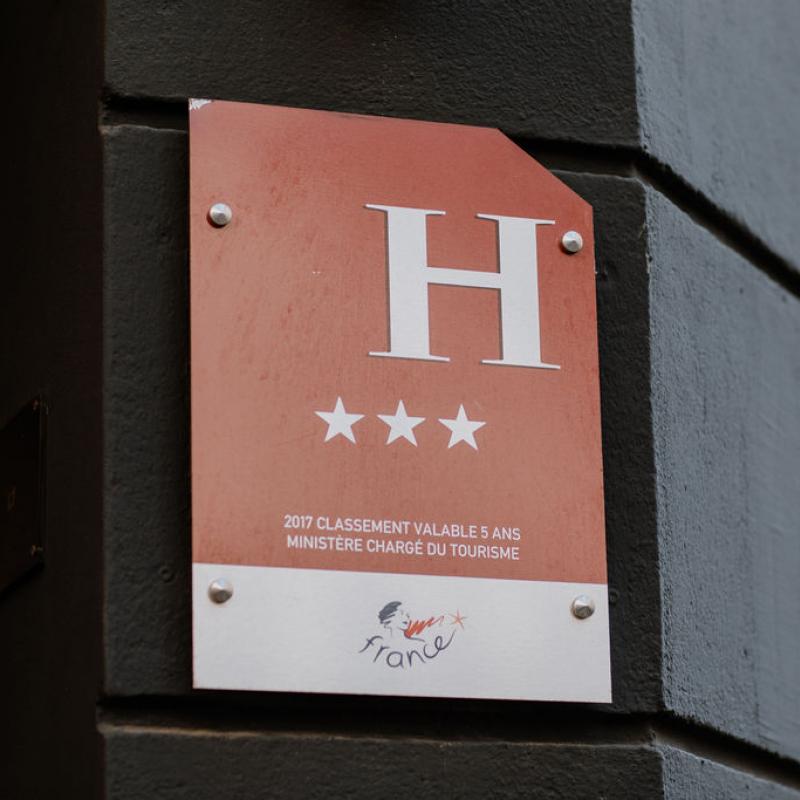 H
★★★
2017 CLASSEMENT VALABLE 5 ANS
MINISTÈRE CHARGÉ DU TOURISME
france